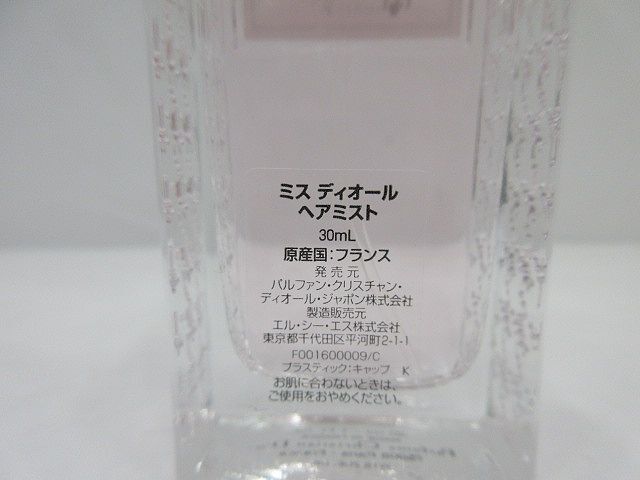 ミス ディオール
ヘアミスト
30mL
原産国：フランス
発売元
パルファン・クリスチャン・
ディオール・ジャポン株式会社
製造販売元
エル・シー・エス株式会社
東京都千代田区平河町2-1-1
F001600009/C
プラスティック：キャップ K
お肌に合わないときは、
ご使用をおやめください。